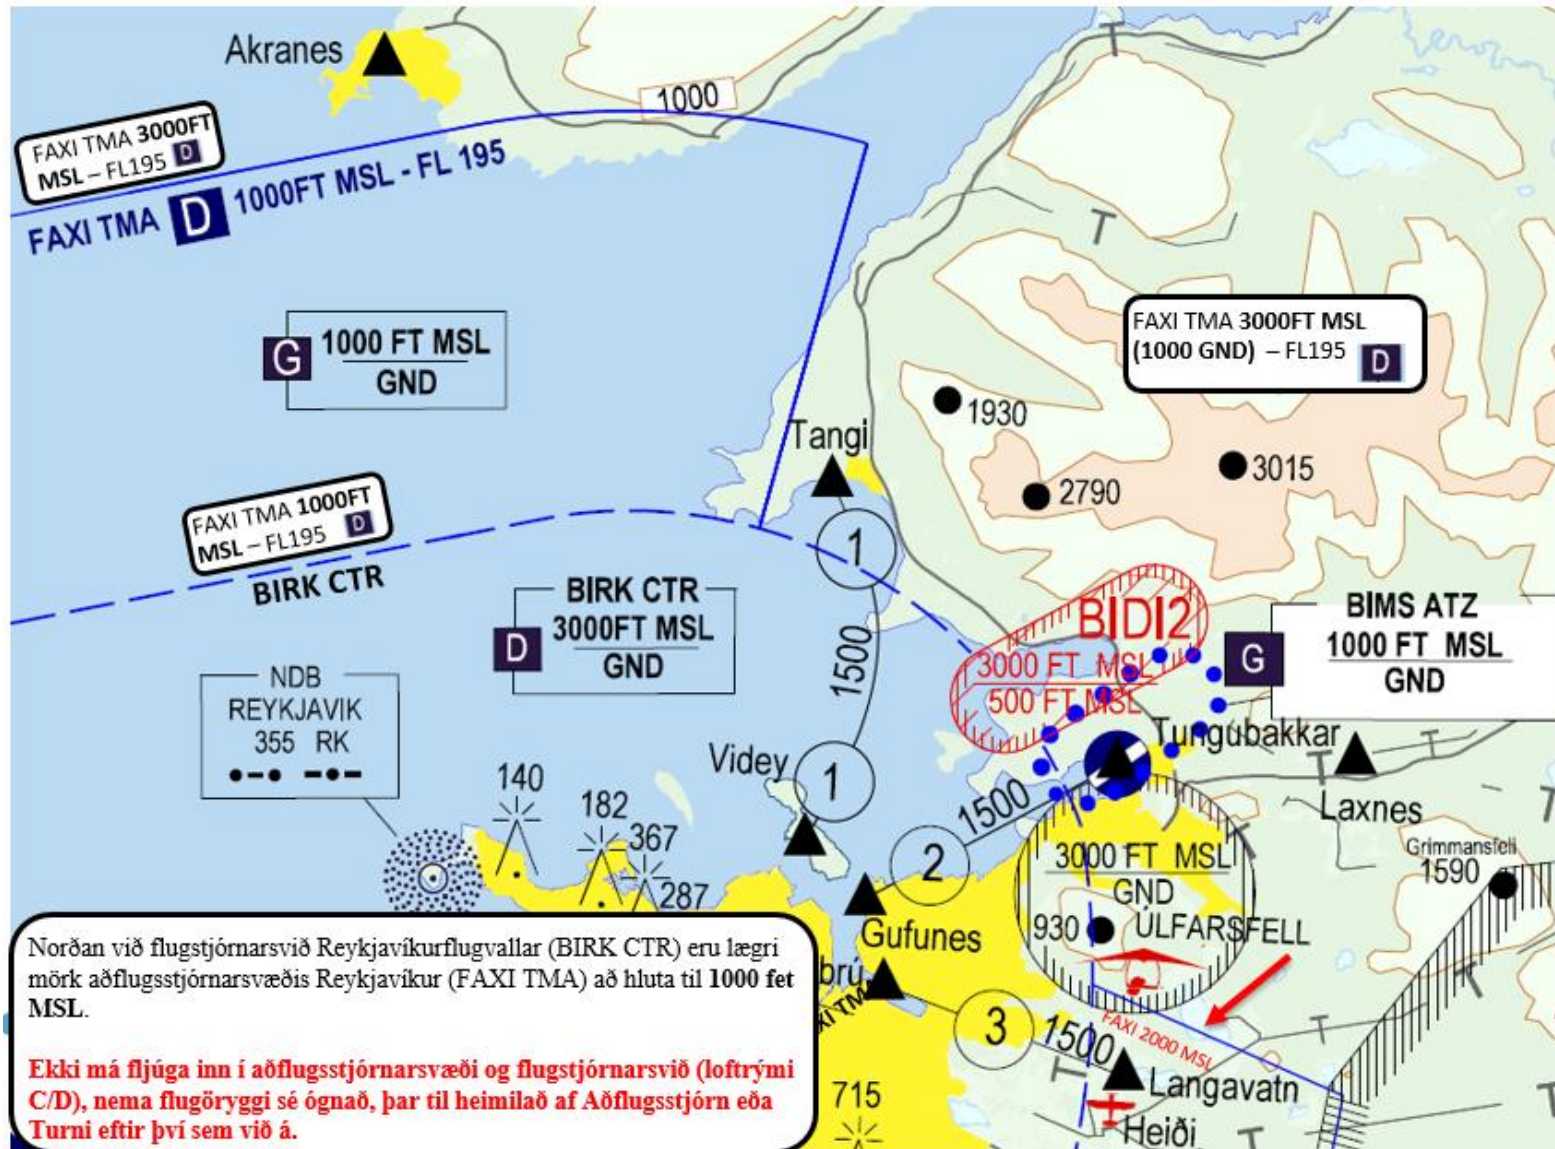 Akranes
1000
FAXI TMA 3000FT
MSL – FL195 D
FAXI TMA D 1000FT MSL - FL 195
G
1000 FT MSL
GND
FAXI TMA 3000FT MSL
(1000 GND) – FL195 D
1930
Tangi
3015
2790
FAXI TMA 1000FT
MSL – FL195 D
BIRK CTR
1
BIRK CTR
D
3000FT MSL
GND
1500
BIDI2
3000 FT MSL
500 FT MSL
BIMS ATZ
G
1000 FT MSL
GND
NDB
REYKJAVIK
355 RK
Videy
1
Tungubakkar
Laxnes
140
182
367
287
1500
2
Gufunes
3000 FT MSL
GND
930
ÚLFARSFELL
Grimmansfell
1590
brú
XI TM
3
1500
FAXI 2000 MSL
Langavatn
Heiði
715
Norðan við flugstjórnarsvið Reykjavíkurflugvallar (BIRK CTR) eru lægri
mörk aðflugsstjórnarsvæðis Reykjavíkur (FAXI TMA) að hluta til 1000 fet
MSL.
Ekki má fljúga inn í aðflugsstjórnarsvæði og flugstjórnarsvið (loftrými
C/D), nema flugöryggi sé ógnað, þar til heimilað af Aðflugsstjórn eða
Turni eftir því sem við á.